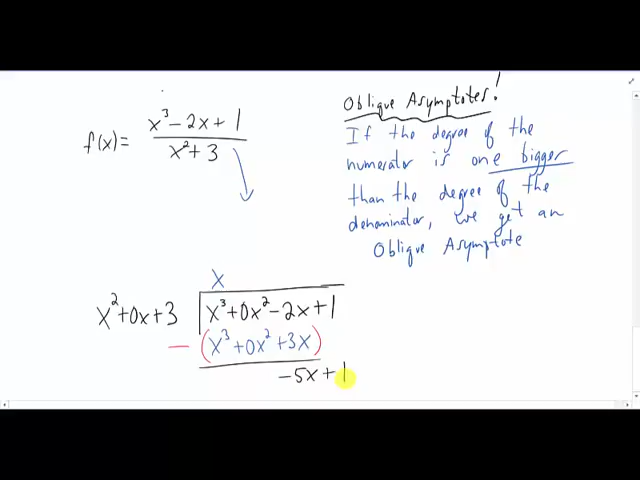 Oblique Asymptotes!
f(x)= x³-2x+1
x²+3
If the degree of the
numerator is one bigger
than the degree of the
denominator, we get an
Oblique Asymptote
x
x²+0x+3 x³+0x²-2x+1
-(x³+0x²+3x)
-5x+1